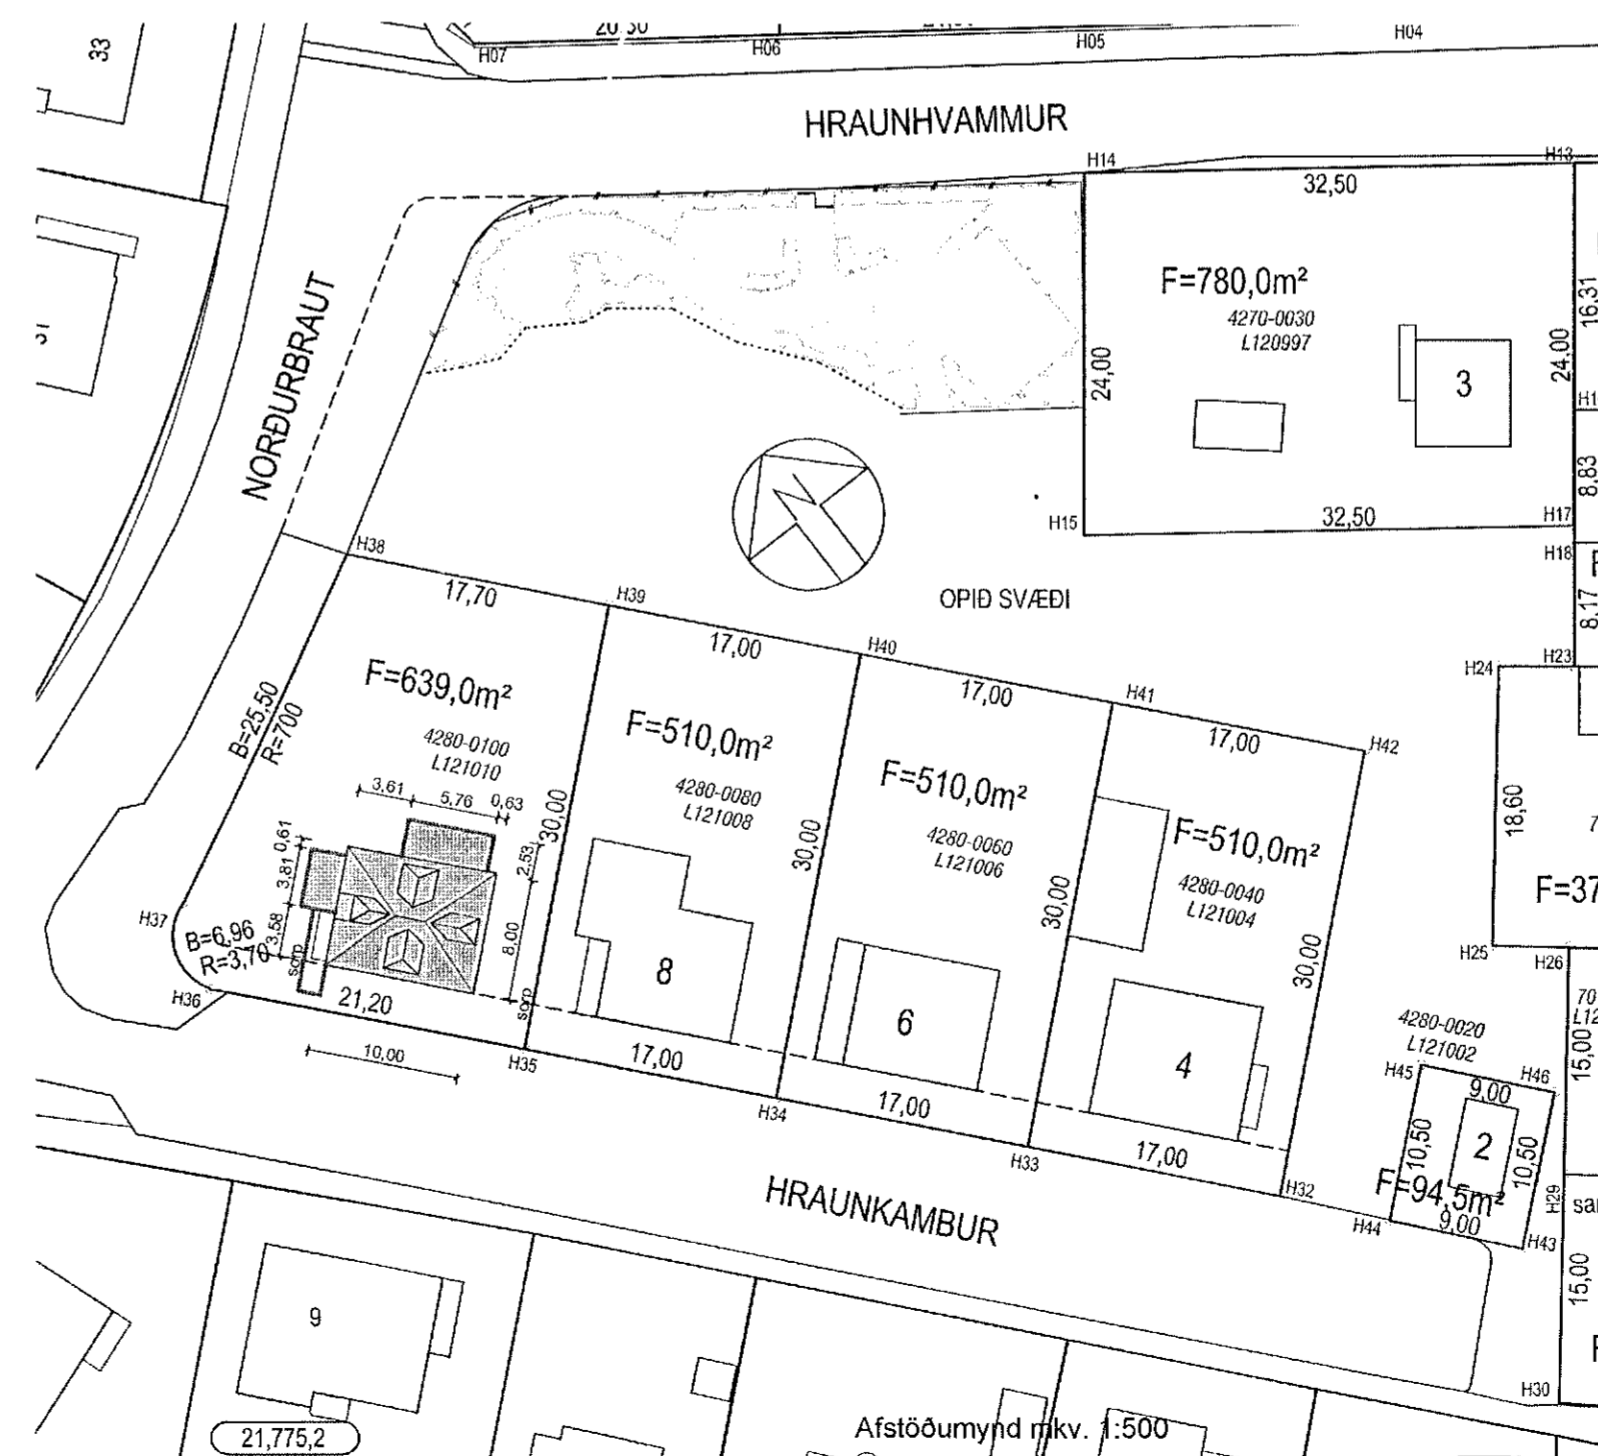 33
H07
H06
H05
H04
HRAUNHVAMMUR
H14
H13
32,50
NORÐURBRAUT
F=780,0m²
4270-0030
L120997
16,31
24,00
24,00
3
8,83
H15
32,50
H17
H18
H38
17,70
H39
OPIÐ SVÆÐI
8,17
17,00
H40
H24
H23
17,00
H41
17,00
H42
F=639,0m²
4280-0100
L121010
B=25,50
R=700
F=510,0m²
4280-0080
L121008
F=510,0m²
4280-0060
L121006
F=510,0m²
4280-0040
L121004
18,60
3,61
5,76
0,63
30,00
0,61
3,81
3,58
2,53
8,00
30,00
30,00
30,00
H37
B=6,96
R=3,70
sorp
sorp
H36
21,20
10,00
8
6
4
H25
H26
H35
17,00
H34
17,00
H33
17,00
H32
4280-0020
L121002
H45
H46
9,00
10,50
2
10,50
F=94,5m²
9,00
H44
H43
15,00
H29
15,00
HRAUNKAMBUR
9
H30
21,775,2
Afstöðumynd mkv. 1:500